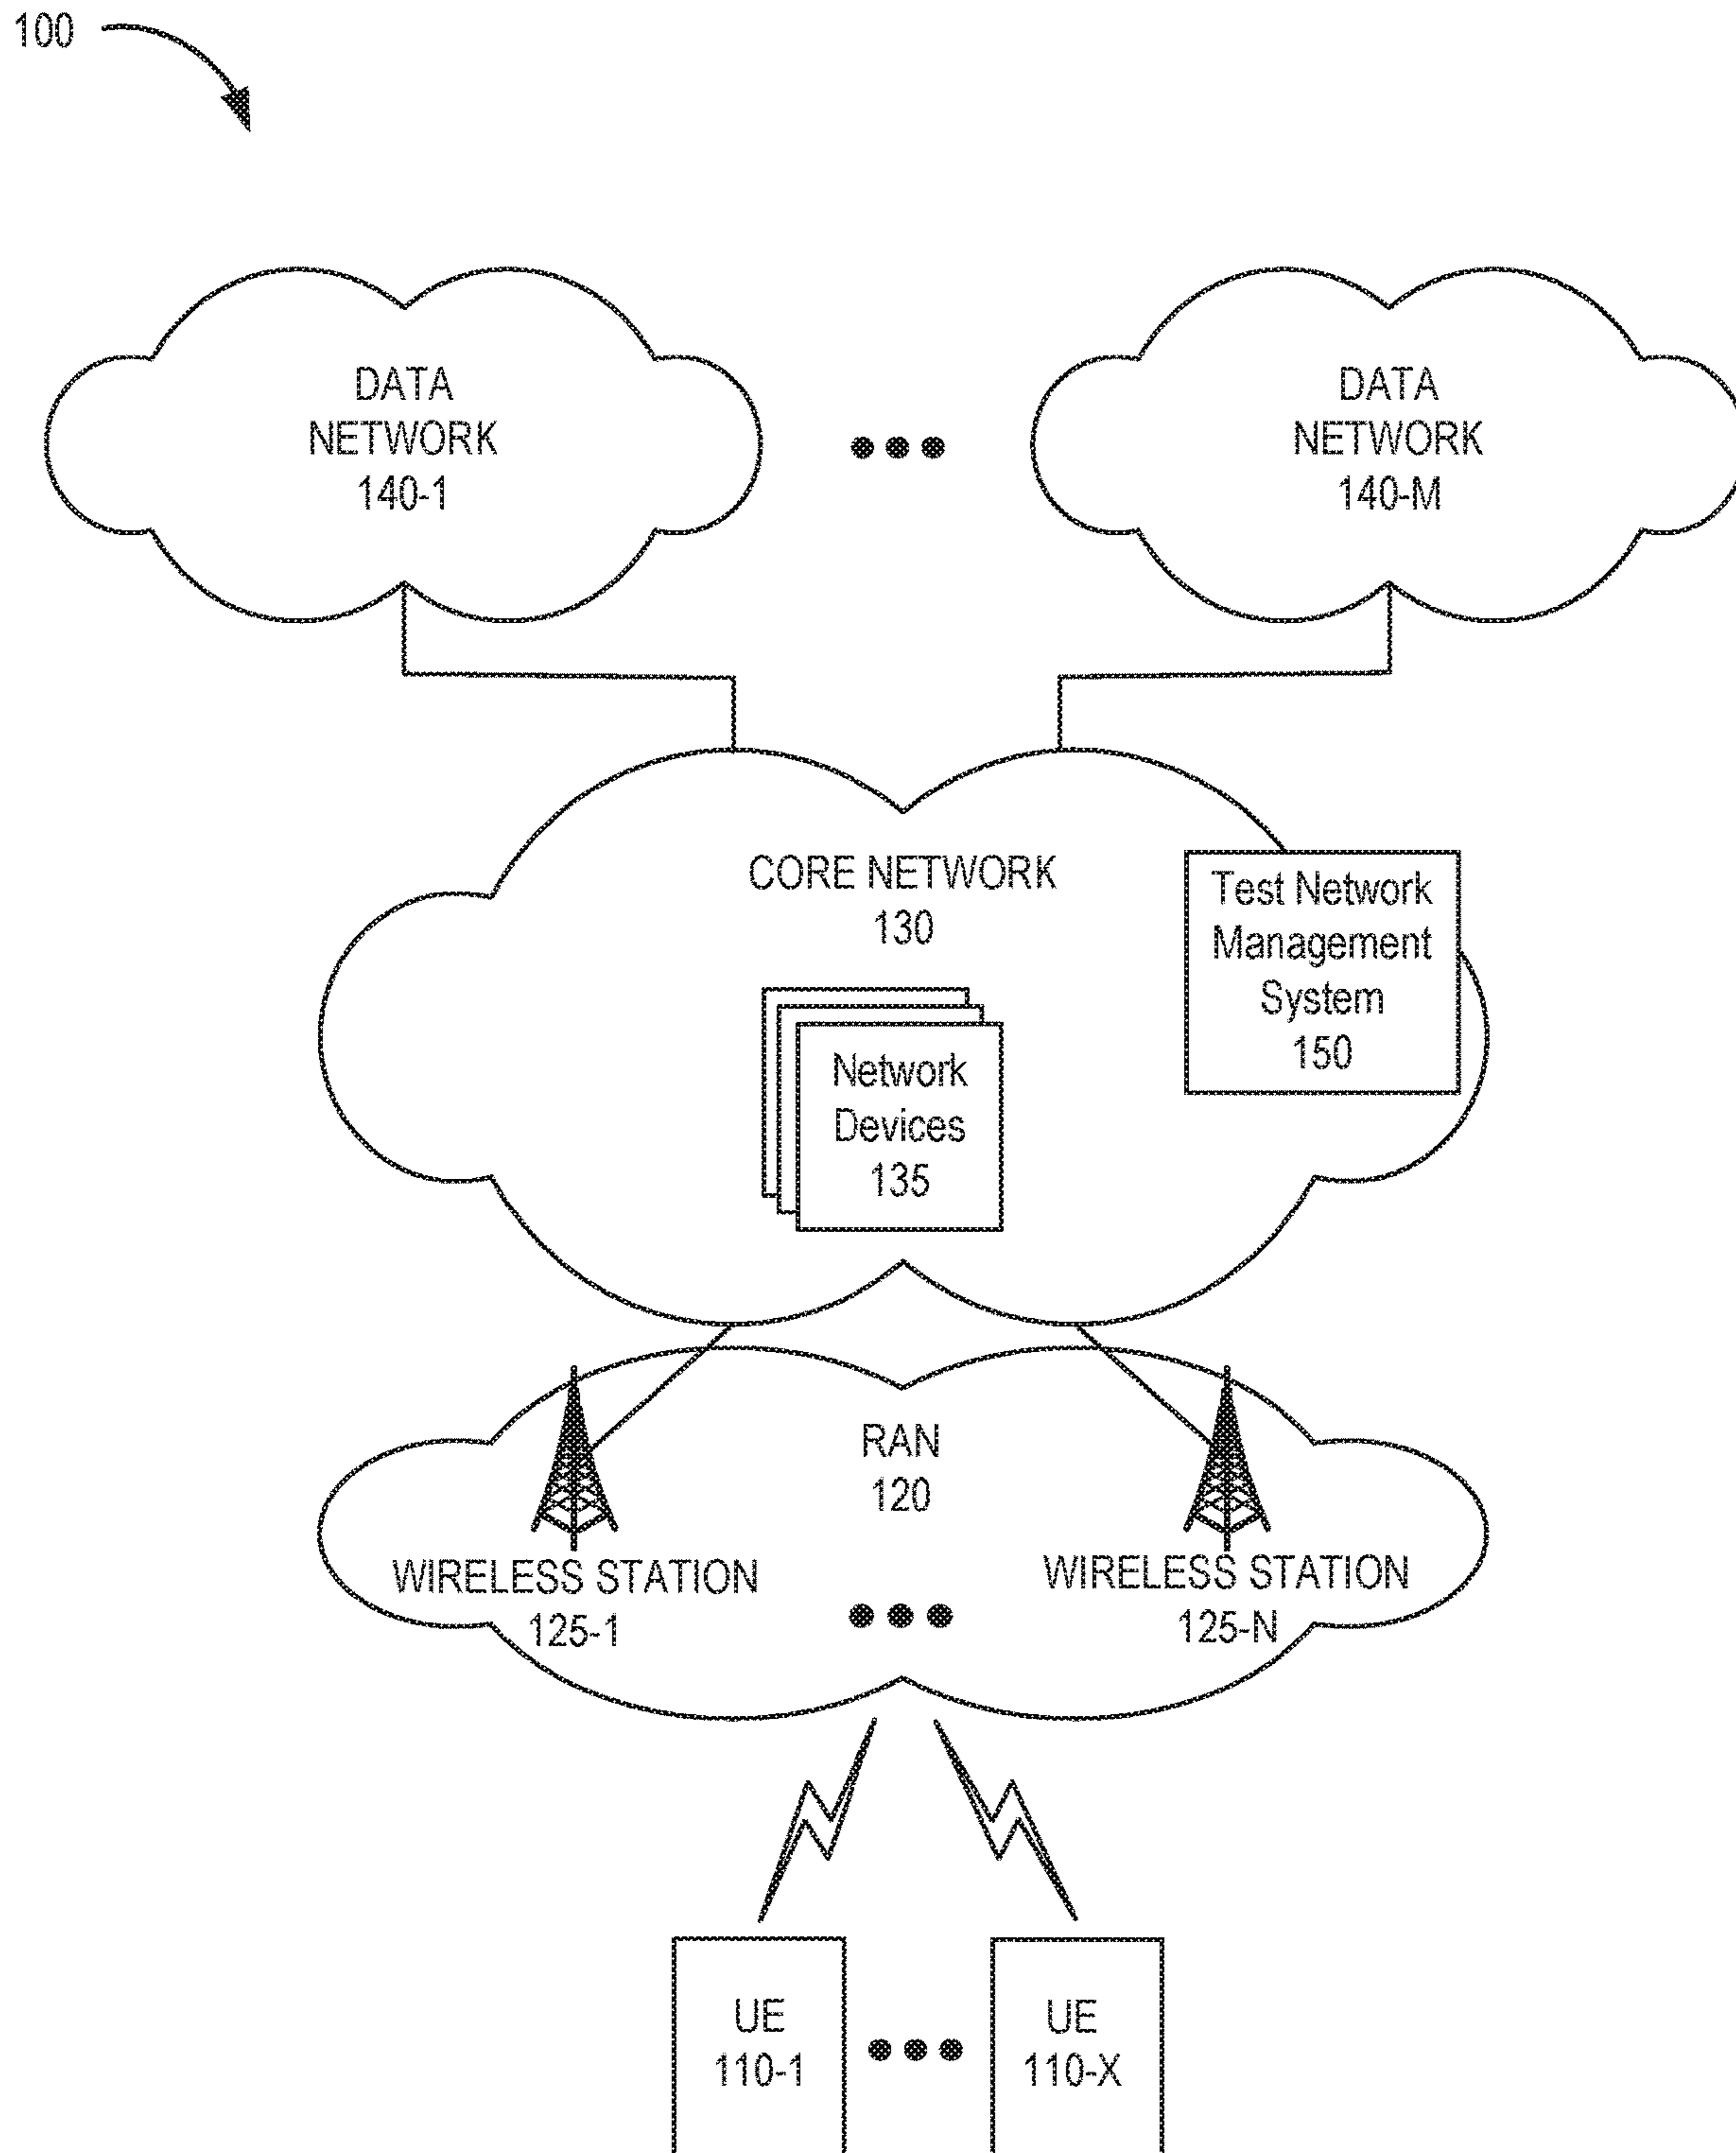 100
DATA
NETWORK
140-1
DATA
NETWORK
140-M
CORE NETWORK
130
Test Network
Management
System
150
Network
Devices
135
RAN
120
WIRELESS STATION
125-1
WIRELESS STATION
125-N
UE
110-1
UE
110-X